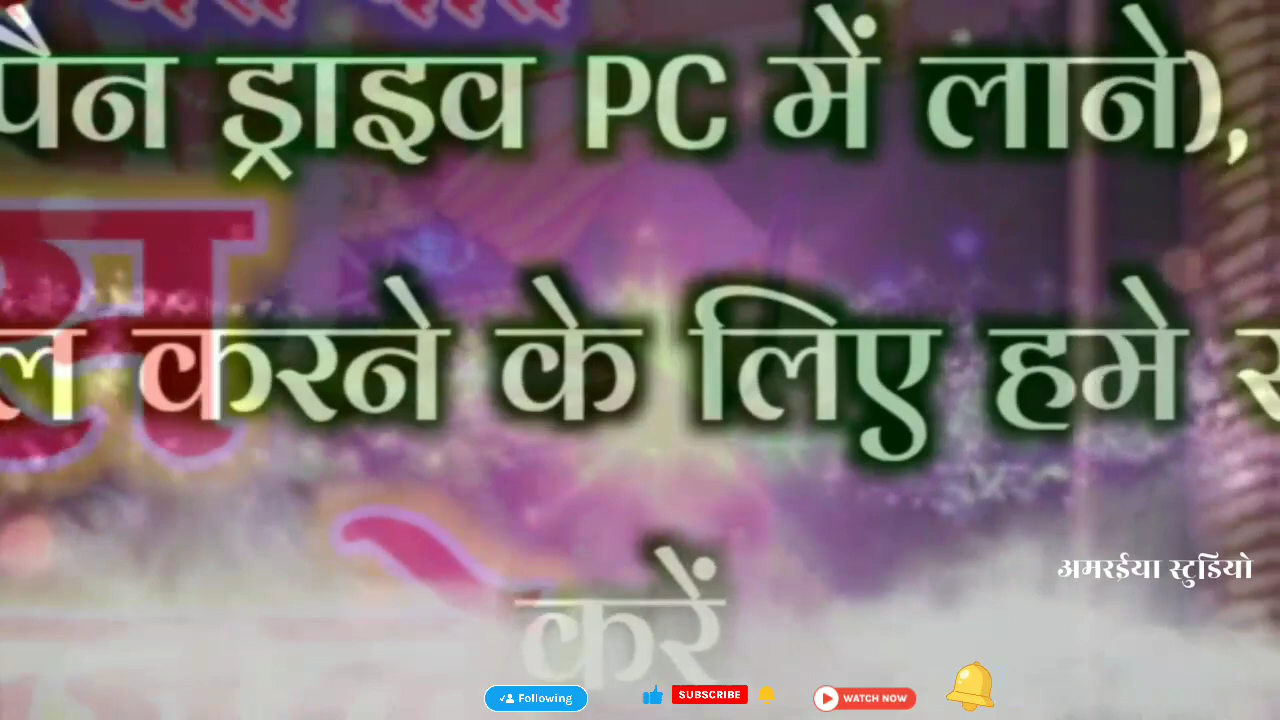 पैन ड्राइव PC में लाने),
ल करने के लिए हमे
करें
अमरईया स्टुडियो
Following
SUBSCRIBE
WATCH NOW